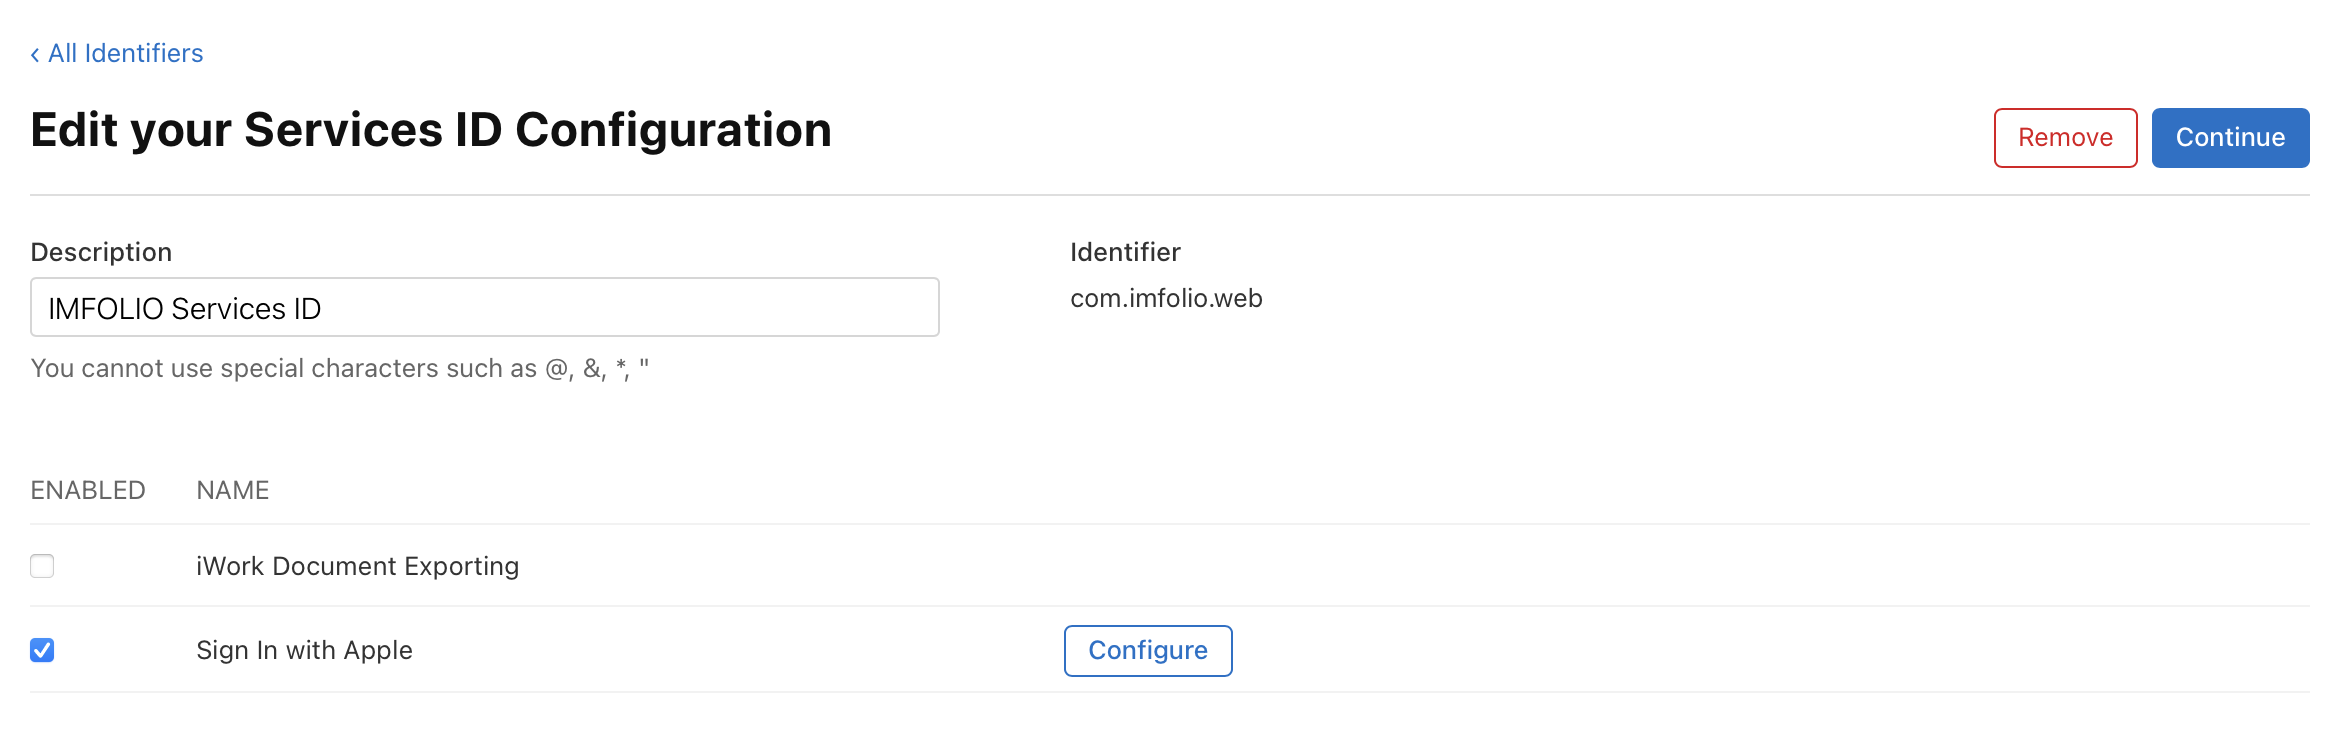 ‹ All Identifiers
Edit your Services ID Configuration
Remove
Continue
Description
IMFOLIO Services ID
You cannot use special characters such as @, &, *, "
Identifier
com.imfolio.web
ENABLED NAME
iWork Document Exporting
Sign In with Apple
Configure